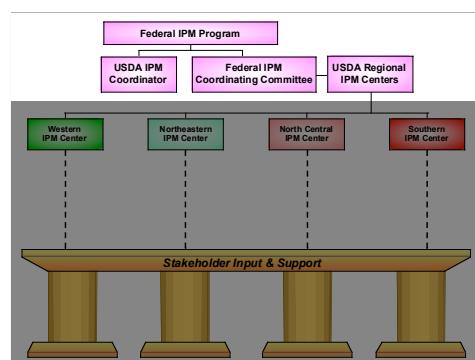 Federal IPM Program
USDA IPM
Coordinator
Federal IPM
Coordinating Committee
USDA Regional
IPM Centers
Western
IPM Center
Northeastern
IPM Center
North Central
IPM Center
Southern
IPM Center
Stakeholder Input & Support